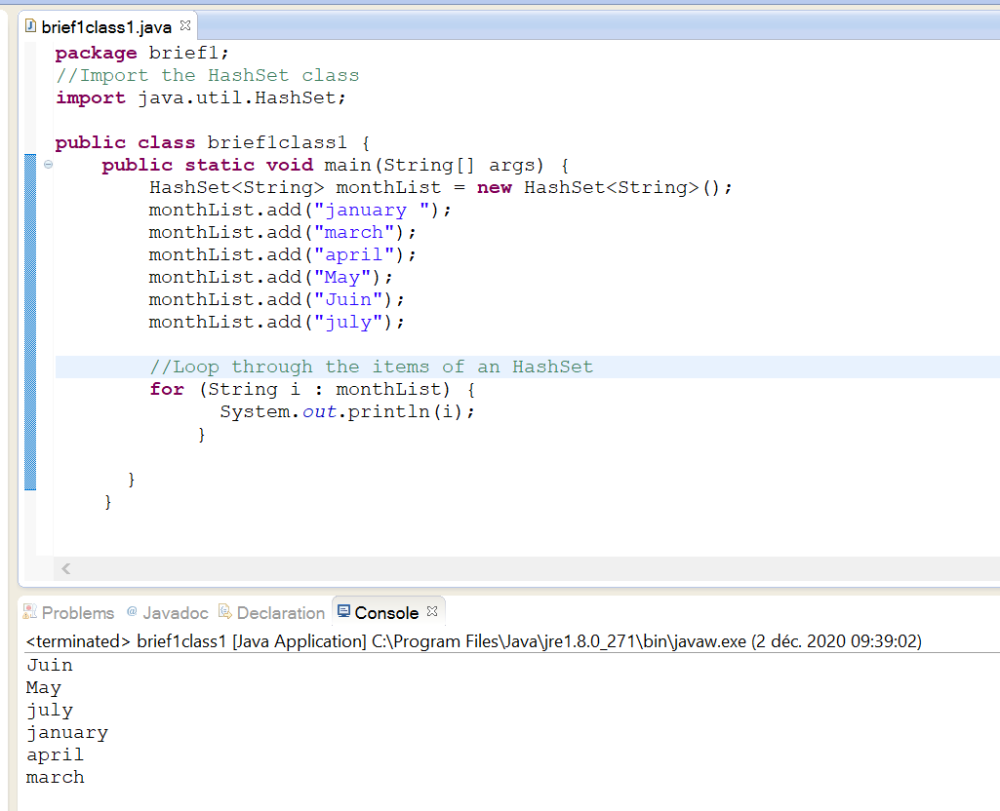 brief1class1.java
package brief1;
//Import the HashSet class
import java.util.HashSet;
public class brief1class1 {
public static void main(String[] args) {
HashSet<String> monthList = new HashSet<String>();
monthList.add("january ");
monthList.add("march");
monthList.add("april");
monthList.add("May");
monthList.add("Juin");
monthList.add("july");
//Loop through the items of an HashSet
for (String i : monthList) {
System.out.println(i);
}
}
}
Problems @ Javadoc Declaration Console
<terminated> brief1class1 [Java Application] C:\Program Files\Java\jre1.8.0_271\bin\javaw.exe (2 déc. 2020 09:39:02)
Juin
May
july
january
april
march